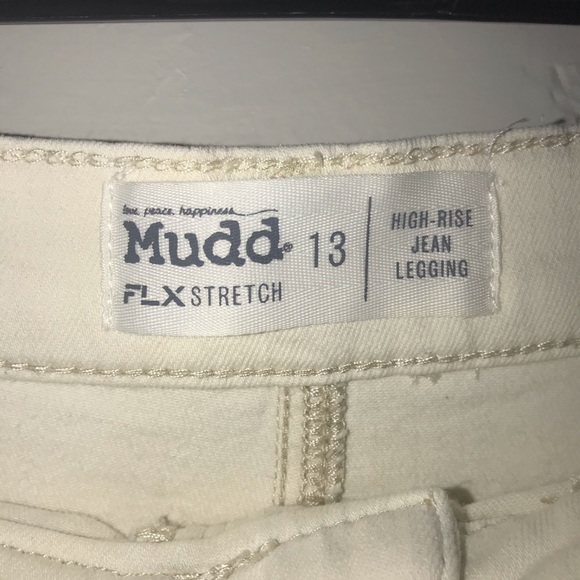 love. peace. happiness.
Mudd® 13
FLX STRETCH
HIGH-RISE
JEAN
LEGGING